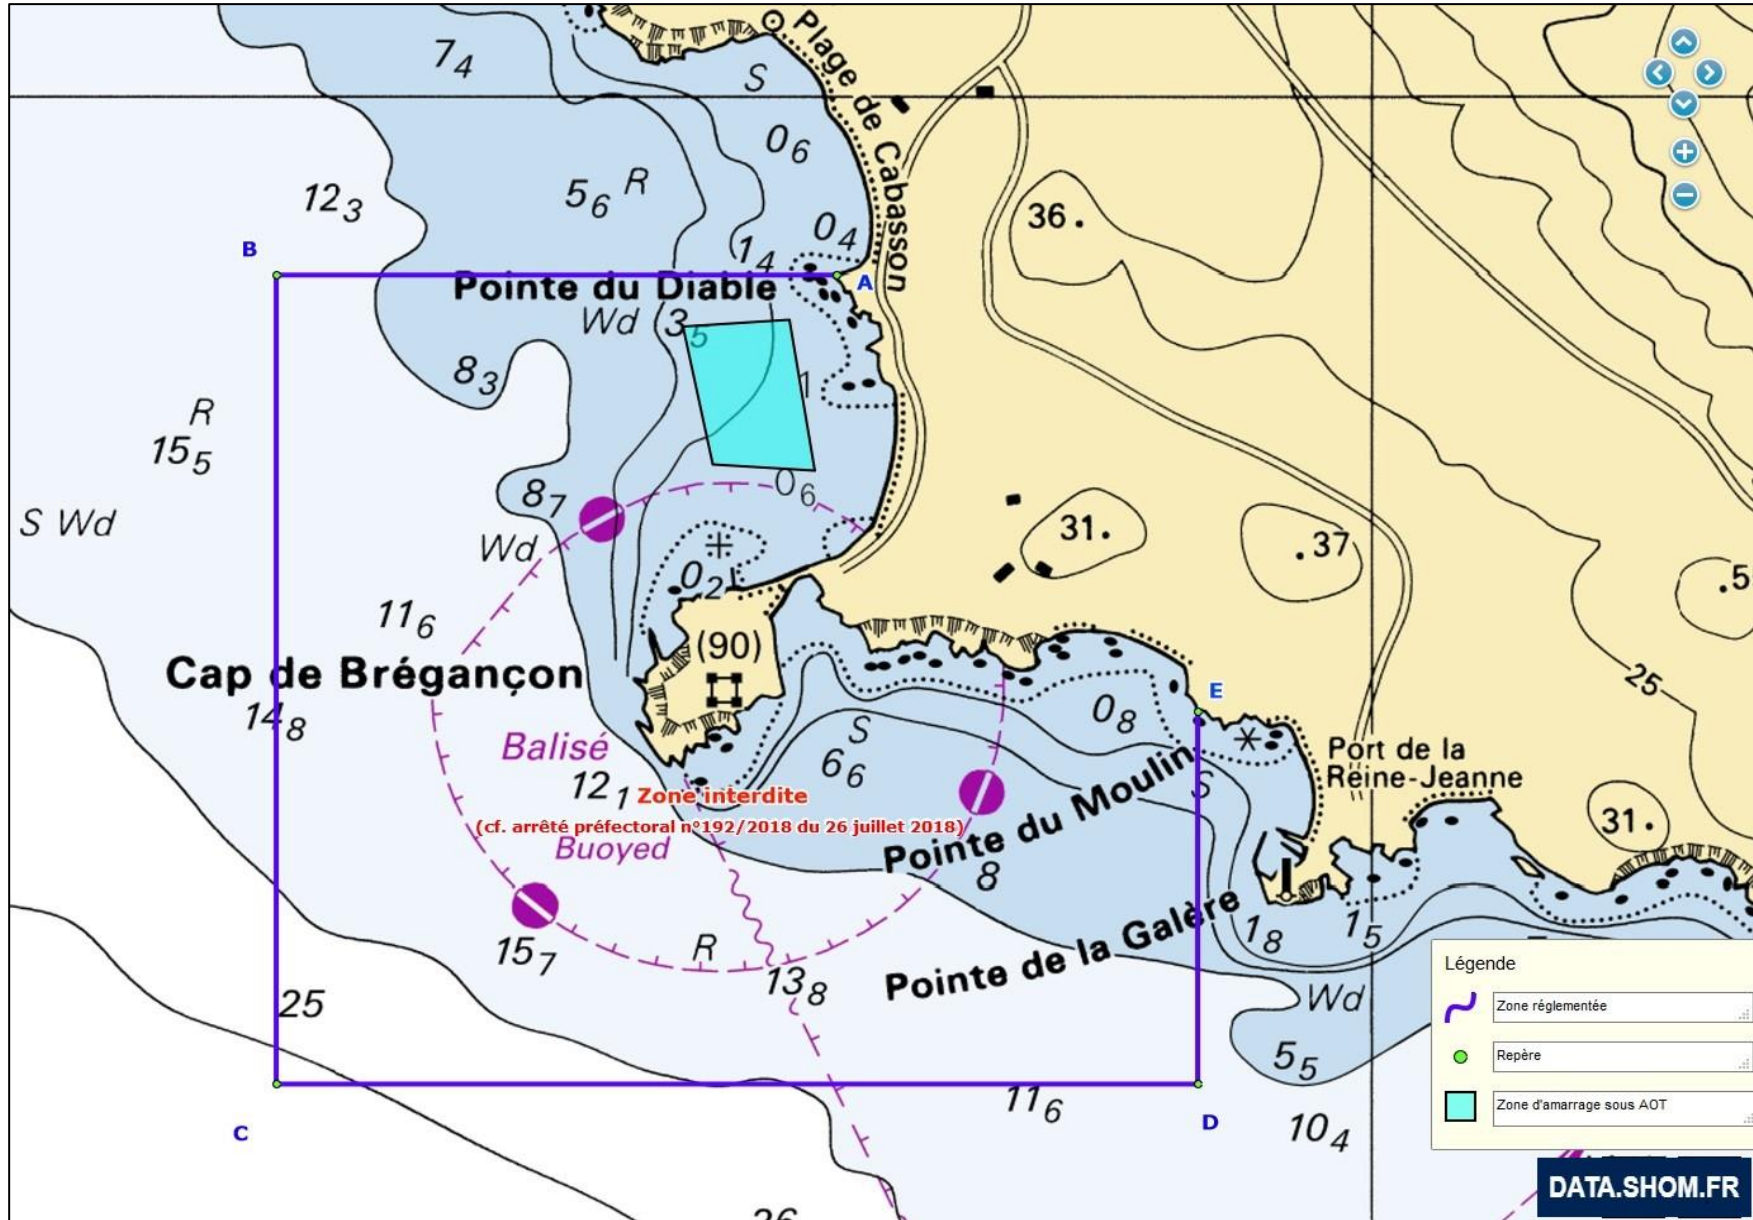 7₄
S
Plage de Cabasson
0₆
12₃
5₆
R
0₄
36
B
1₄
A
Pointe du Diable
Wd
3₅
8₃
1
R
15₅
8₇
0₆
S Wd
Wd
31
37
5
0₂
11₆
(90)
Cap de Brégançon
25
14₈
E
0₈
S
Balisé
6₆
Port de la
Reine-Jeanne
12₁
Zone interdite
S
(cf. arrêté préfectoral n°192/2018 du 26 juillet 2018)
Buoyed
Pointe du Moulin
31
8
Pointe de la Galère
15₇
R
1₈
1₅
13₈
25
Wd
5₅
11₆
10₄
C
D
26
Légende
Zone réglementée
Repère
Zone d'amarrage sous AOT
DATA.SHOM.FR